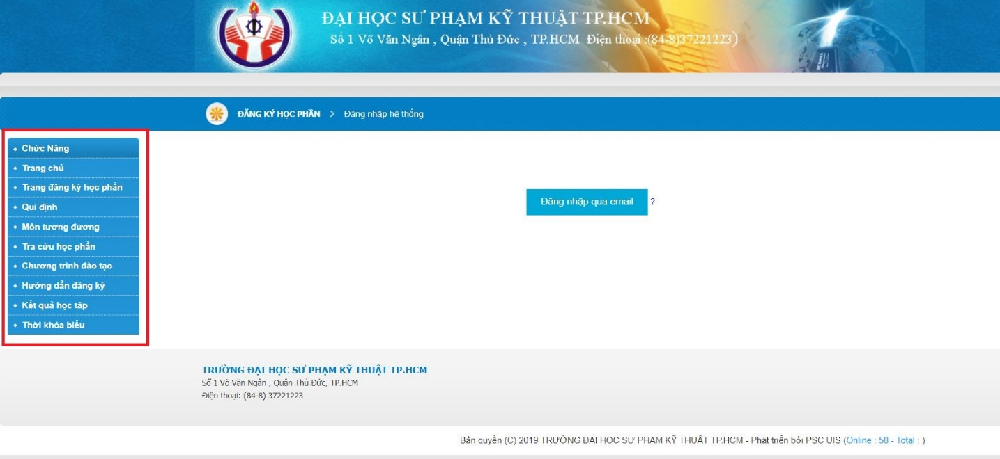 ĐẠI HỌC SƯ PHẠM KỸ THUẬT TP.HCM
Số 1 Võ Văn Ngân , Quận Thủ Đức , TP.HCM Điện thoại :(84-8)37221223)
ĐĂNG KÝ HỌC PHẦN > Đăng nhập hệ thống
Chức Năng
Trang chủ
Trang đăng ký học phần
Qui định
Môn tương đương
Tra cứu học phần
Chương trình đào tạo
Hướng dẫn đăng ký
Kết quả học tâp
Thời khóa biểu
Đăng nhập qua email ?
TRƯỜNG ĐẠI HỌC SƯ PHẠM KỸ THUẬT TP.HCM
Số 1 Võ Văn Ngân , Quận Thủ Đức, TP.HCM
Điện thoại: (84-8) 37221223
Bản quyền (C) 2019 TRƯỜNG ĐẠI HỌC SƯ PHẠM KỸ THUẬT TP.HCM - Phát triển bởi PSC UIS (Online : 58 - Total : )